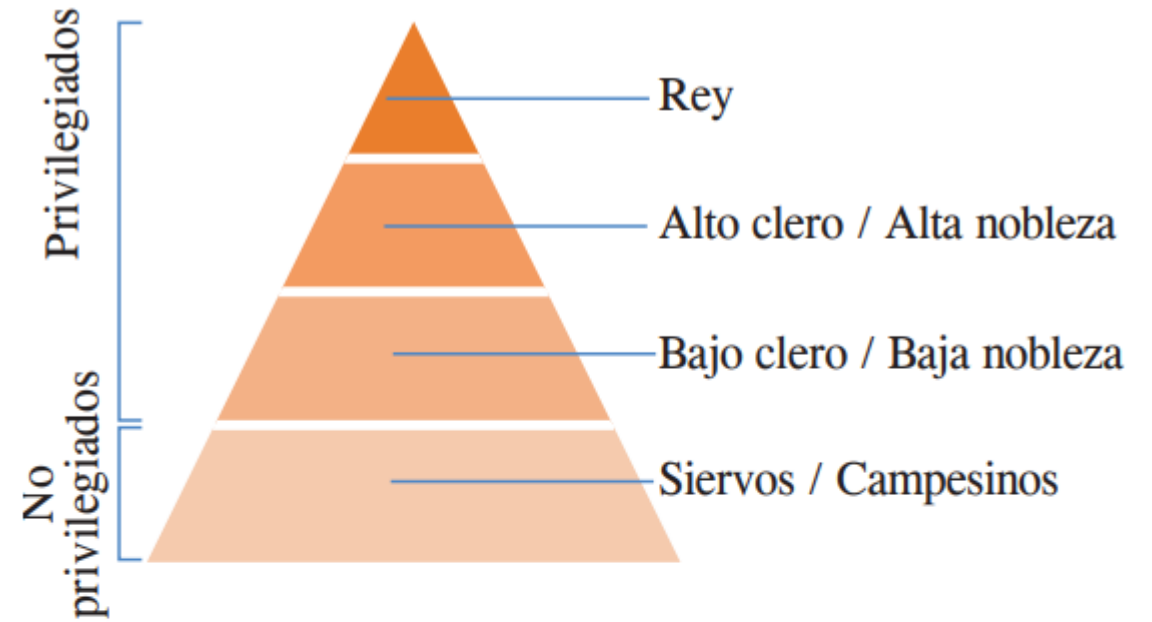 Privilegiados
Rey
Alto clero / Alta nobleza
Bajo clero / Baja nobleza
No
privilegiados
Siervos / Campesinos